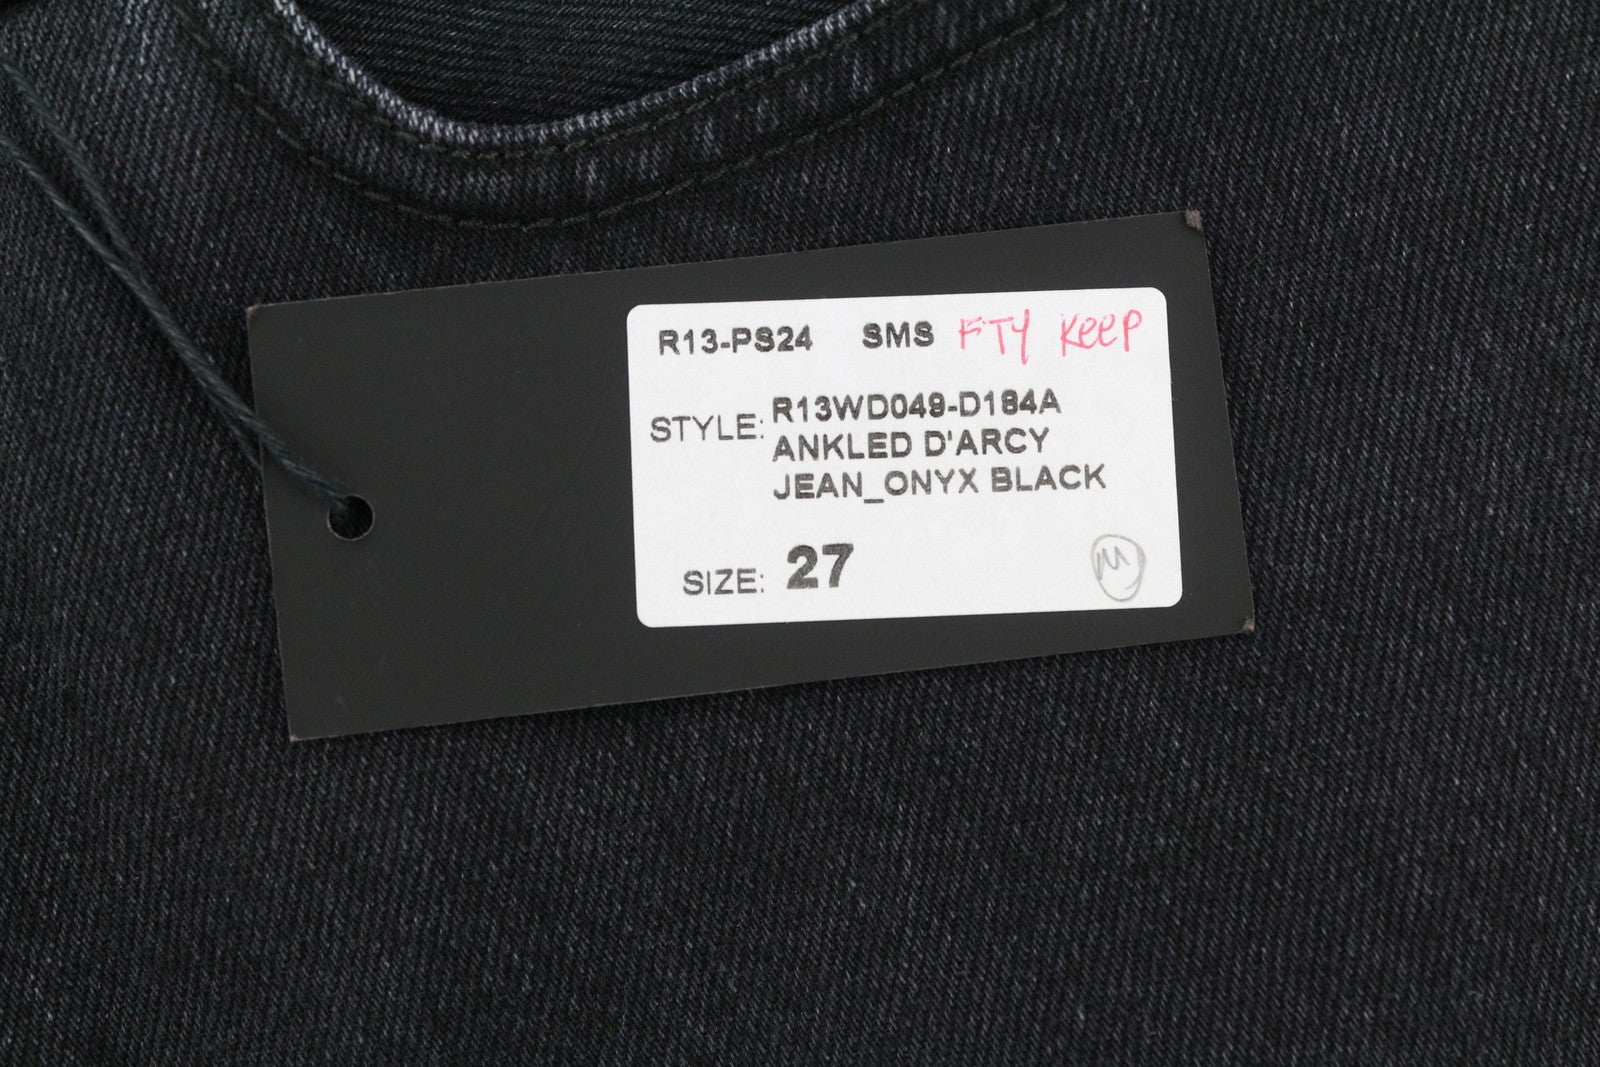 R13-PS24 SMS FTY KEEP
STYLE: R13WD049-D184A
ANKLED D'ARCY
JEAN_ONYX BLACK
SIZE: 27
M